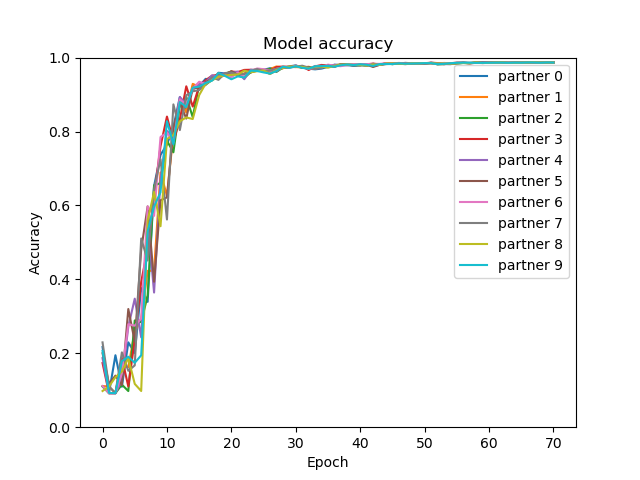 Model accuracy
1.0
0.8
0.6
0.4
0.2
0.0
Accuracy
0 10 20 30 40 50 60 70
Epoch
partner 0
partner 1
partner 2
partner 3
partner 4
partner 5
partner 6
partner 7
partner 8
partner 9